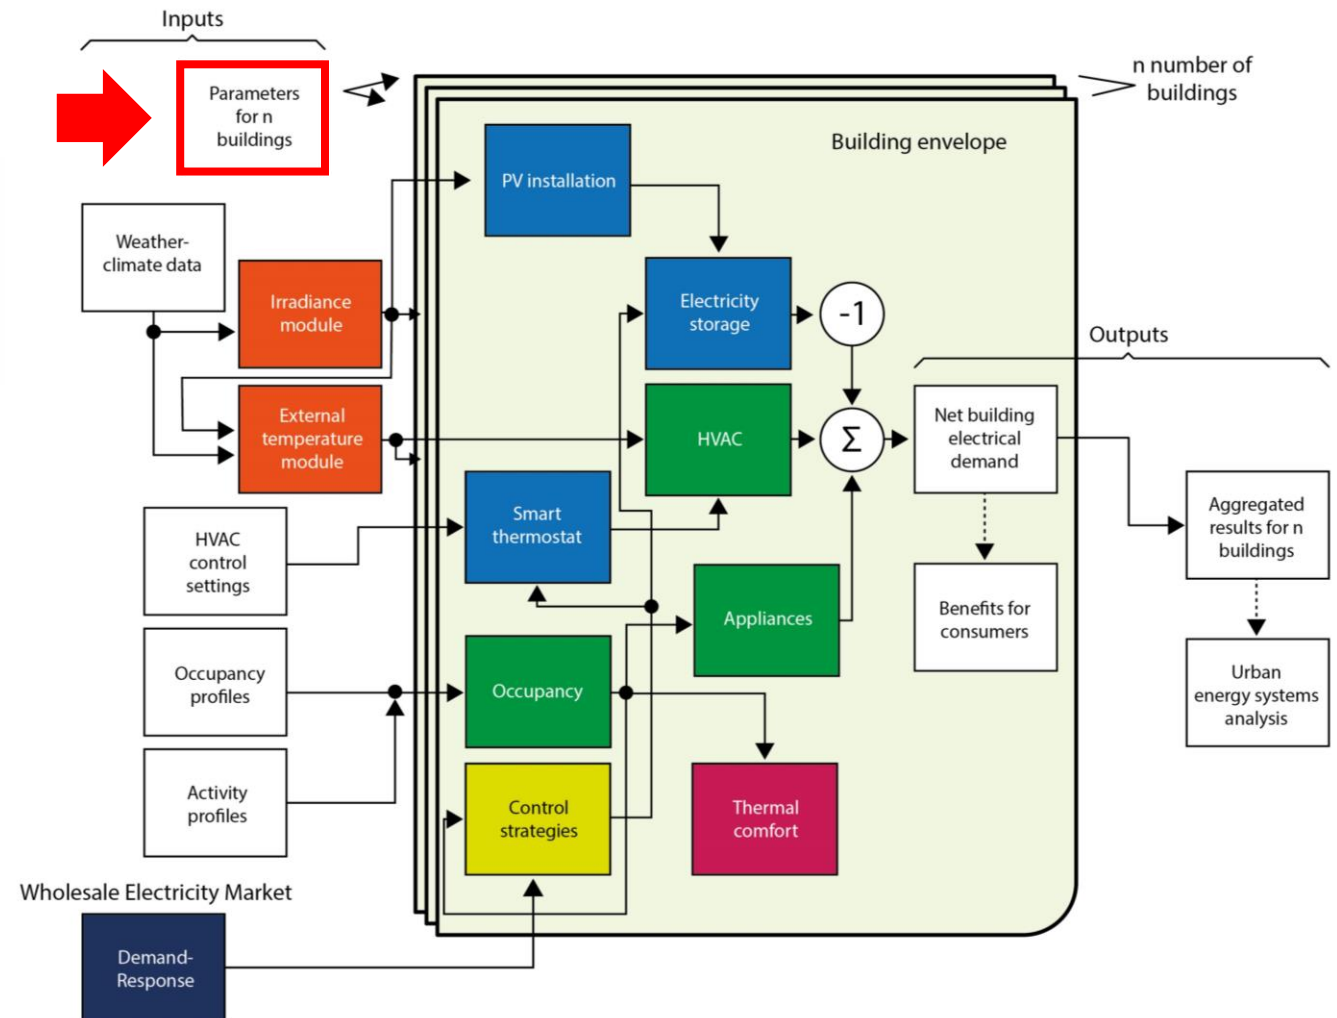 Inputs
Parameters
for n
buildings
n number of
buildings
Building envelope
PV installation
Weather-
climate data
Irradiance
module
Electricity
storage
-1
Outputs
External
temperature
module
HVAC
Σ
Net building
electrical
demand
Smart
thermostat
Aggregated
results for n
buildings
HVAC
control
settings
Appliances
Benefits for
consumers
Occupancy
profiles
Occupancy
Urban
energy systems
analysis
Activity
profiles
Control
strategies
Thermal
comfort
Wholesale Electricity Market
Demand-
Response